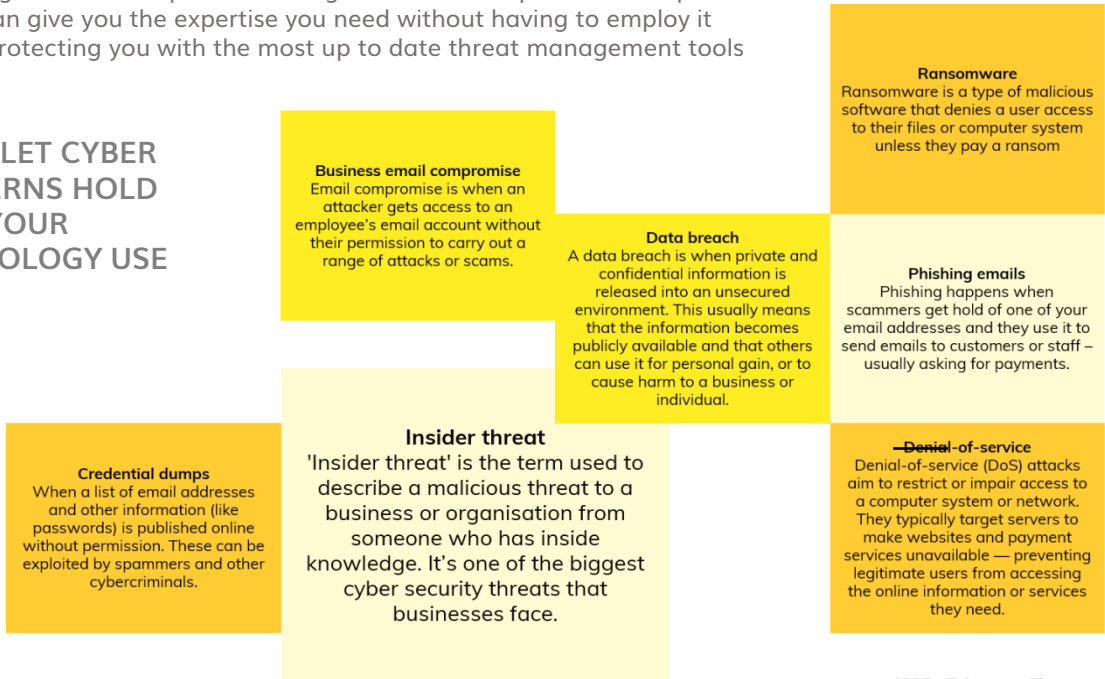 an give you the expertise you need without having to employ it
rotecting you with the most up to date threat management tools
LET CYBER
ERNS HOLD
YOUR
OLOGY USE
Business email compromise
Email compromise is when an
attacker gets access to an
employee’s email account without
their permission to carry out a
range of attacks or scams.
Ransomware
Ransomware is a type of malicious
software that denies a user access
to their files or computer system
unless they pay a ransom
Data breach
A data breach is when private and
confidential information is
released into an unsecured
environment. This usually means
that the information becomes
publicly available and that others
can use it for personal gain, or to
cause harm to a business or
individual.
Phishing emails
Phishing happens when
scammers get hold of one of your
email addresses and they use it to
send emails to customers or staff –
usually asking for payments.
Credential dumps
When a list of email addresses
and other information (like
passwords) is published online
without permission. These can be
exploited by spammers and other
cybercriminals.
Insider threat
'Insider threat' is the term used to
describe a malicious threat to a
business or organisation from
someone who has inside
knowledge. It’s one of the biggest
cyber security threats that
businesses face.
Denial-of-service
Denial-of-service (DoS) attacks
aim to restrict or impair access to
a computer system or network.
They typically target servers to
make websites and payment
services unavailable — preventing
legitimate users from accessing
the online information or services
they need.